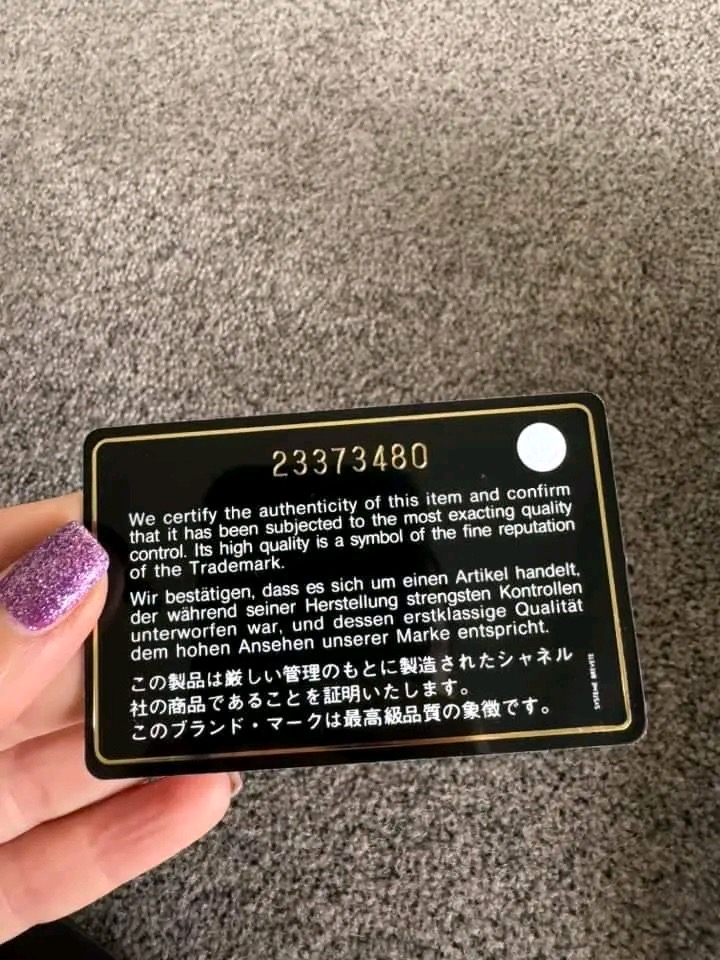 23373480
We certify the authenticity of this item and confirm
that it has been subjected to the most exacting quality
control. Its high quality is a symbol of the fine reputation
of the Trademark.
Wir bestätigen, dass es sich um einen Artikel handelt,
der während seiner Herstellung strengsten Kontrollen
unterworfen war, und dessen erstklassige Qualität
dem hohen Ansehen unserer Marke entspricht.
この製品は厳しい管理のもとに製造されたシャネル
社の商品であることを証明いたします。
このブランド・マークは最高級品質の象徴です。
SYSTEME BREVETE